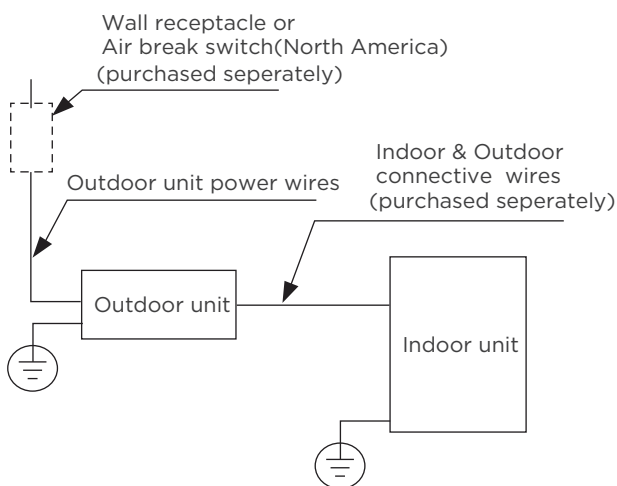 Wall receptacle or
Air break switch(North America)
(purchased seperately)
Indoor & Outdoor
connective wires
(purchased seperately)
Outdoor unit power wires
Outdoor unit
Indoor unit